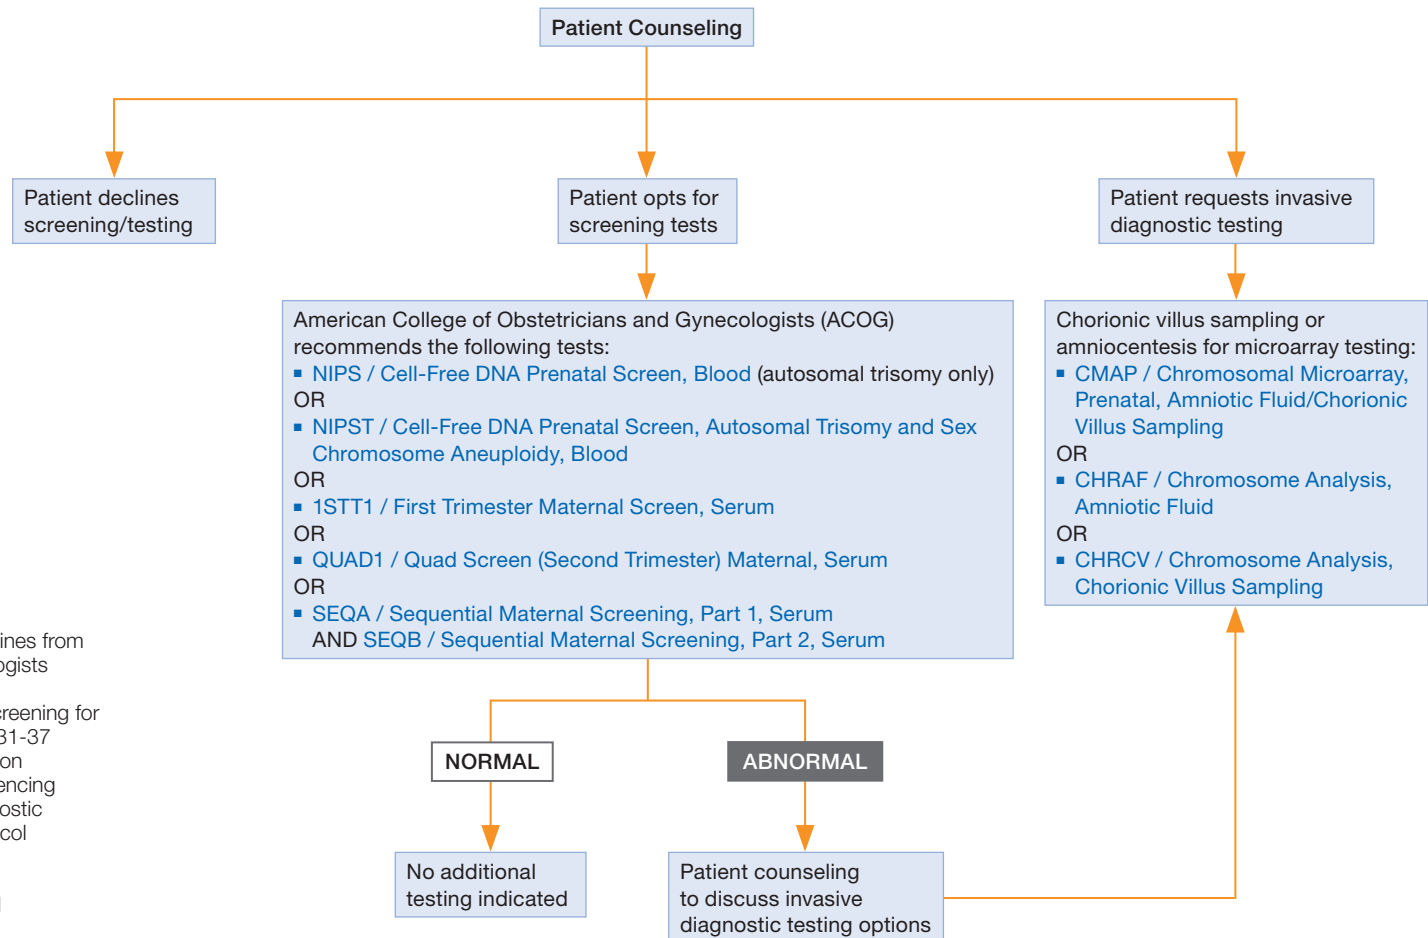 Patient Counseling
Patient declines
screening/testing
Patient opts for
screening tests
Patient requests invasive
diagnostic testing
American College of Obstetricians and Gynecologists (ACOG)
recommends the following tests:
▪ NIPS / Cell-Free DNA Prenatal Screen, Blood (autosomal trisomy only)
OR
▪ NIPST / Cell-Free DNA Prenatal Screen, Autosomal Trisomy and Sex
Chromosome Aneuploidy, Blood
OR
▪ 1STT1 / First Trimester Maternal Screen, Serum
OR
▪ QUAD1 / Quad Screen (Second Trimester) Maternal, Serum
OR
▪ SEQA / Sequential Maternal Screening, Part 1, Serum
AND SEQB / Sequential Maternal Screening, Part 2, Serum
Chorionic villus sampling or
amniocentesis for microarray testing:
▪ CMAP / Chromosomal Microarray,
Prenatal, Amniotic Fluid/Chorionic
Villus Sampling
OR
▪ CHRAF / Chromosome Analysis,
Amniotic Fluid
OR
▪ CHRCV / Chromosome Analysis,
Chorionic Villus Sampling
NORMAL
ABNORMAL
No additional
testing indicated
Patient counseling
to discuss invasive
diagnostic testing options
ines from
ogists
creening for
31-37
on
encing
ostic
col